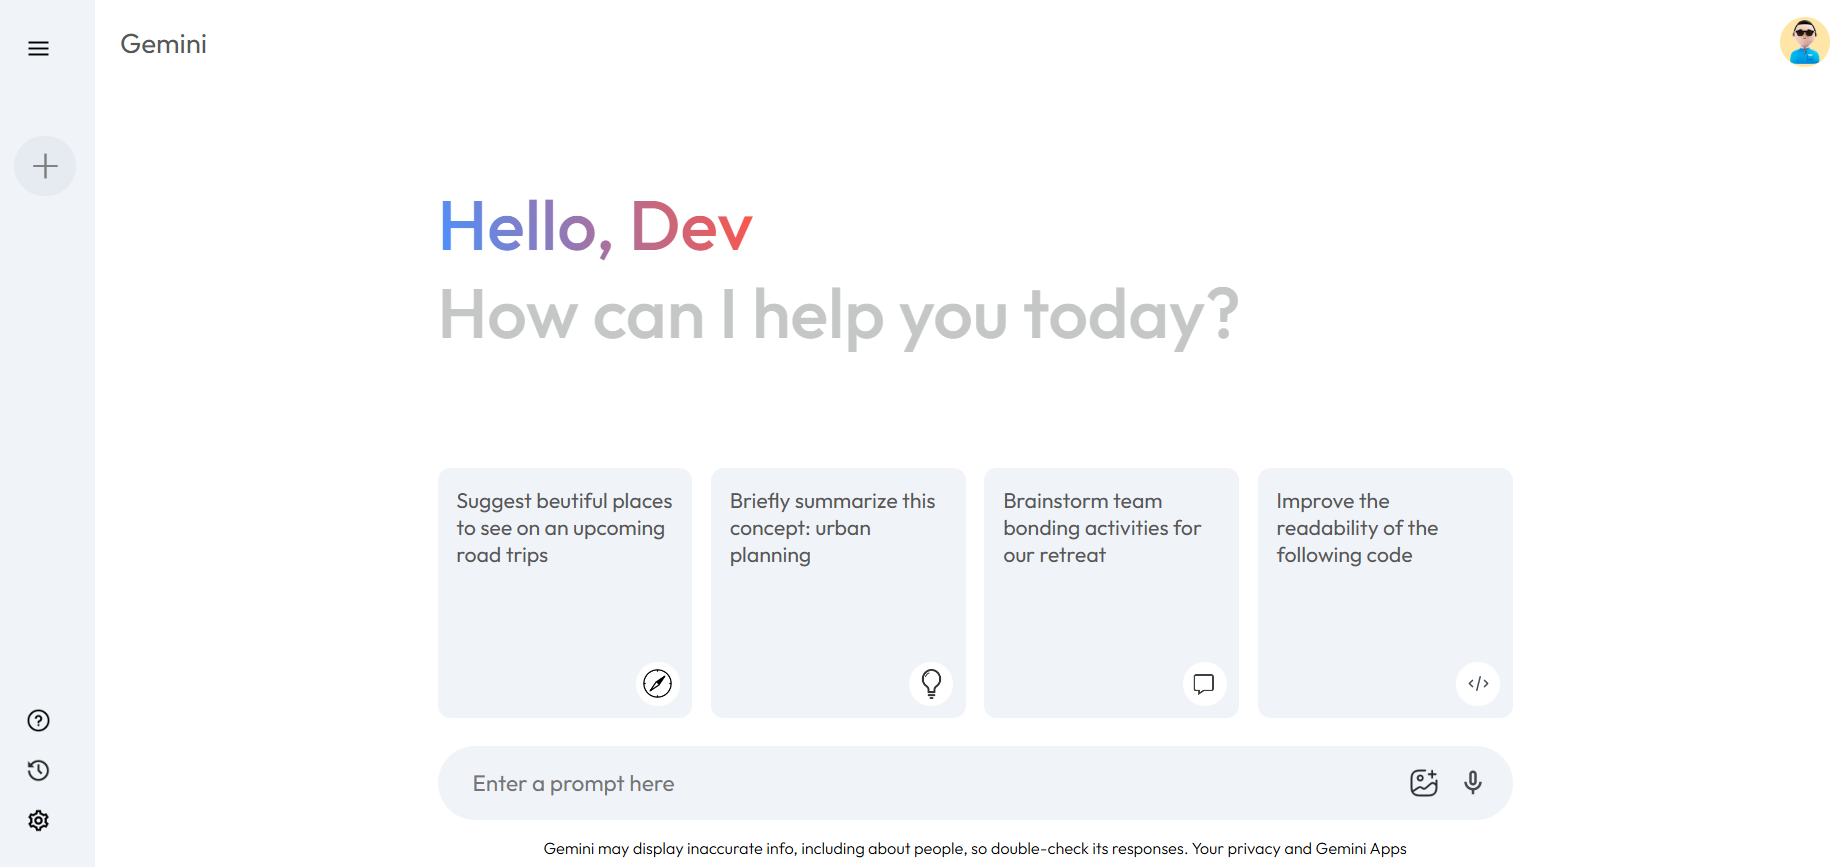 Gemini
Hello, Dev
How can I help you today?
Suggest beutiful places
to see on an upcoming
road trips
Briefly summarize this
concept: urban
planning
Brainstorm team
bonding activities for
our retreat
Improve the
readability of the
following code
Enter a prompt here
Gemini may display inaccurate info, including about people, so double-check its responses. Your privacy and Gemini Apps